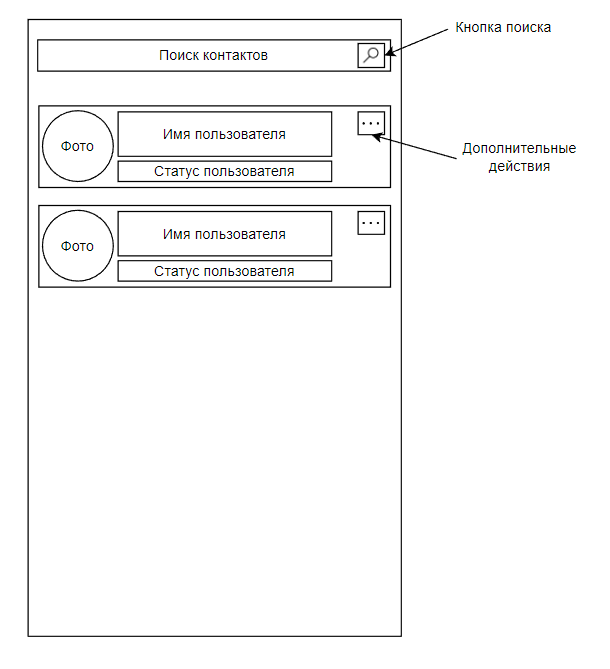 Кнопка поиска
Поиск контактов
Фото
Имя пользователя
Статус пользователя
...
Дополнительные
действия
Фото
Имя пользователя
Статус пользователя
...